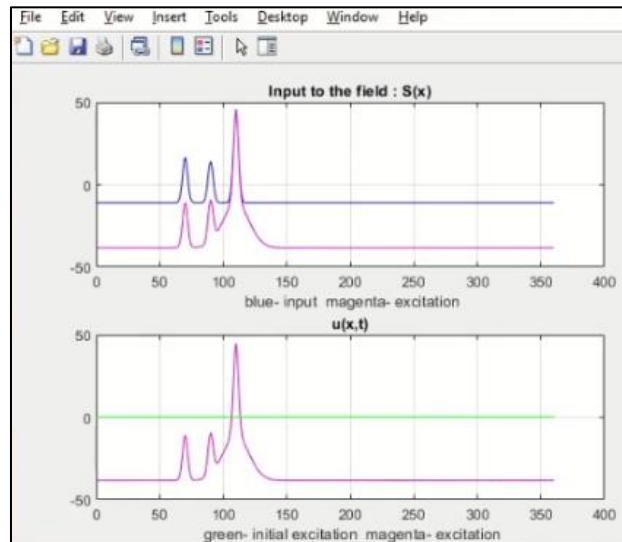 File Edit View Insert Tools Desktop Window Help
Input to the field : S(x)
50
0
-50
0 50 100 150 200 250 300 350 400
blue- input magenta- excitation
u(x,t)
50
0
-50
0 50 100 150 200 250 300 350 400
green- initial excitation magenta- excitation